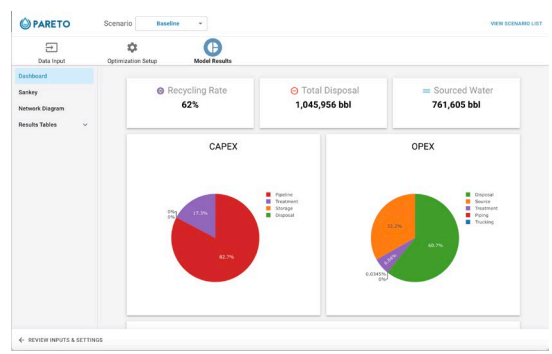 PARETO
Scenario
Baseline
VIEW SCENARIO LIST
Data Input
Optimization Setup
Model Results
Dashboard
Sankey
Network Diagram
Results Tables
Recycling Rate
62%
Total Disposal
1,045,956 bbl
Sourced Water
761,605 bbl
CAPEX
Pipeline
Treatment
Storage
Disposal
0%
0%
17.3%
82.7%
OPEX
Disposal
Source
Treatment
Piping
Trucking
60.7%
0.0345%
0%
REVIEW INPUTS & SETTINGS